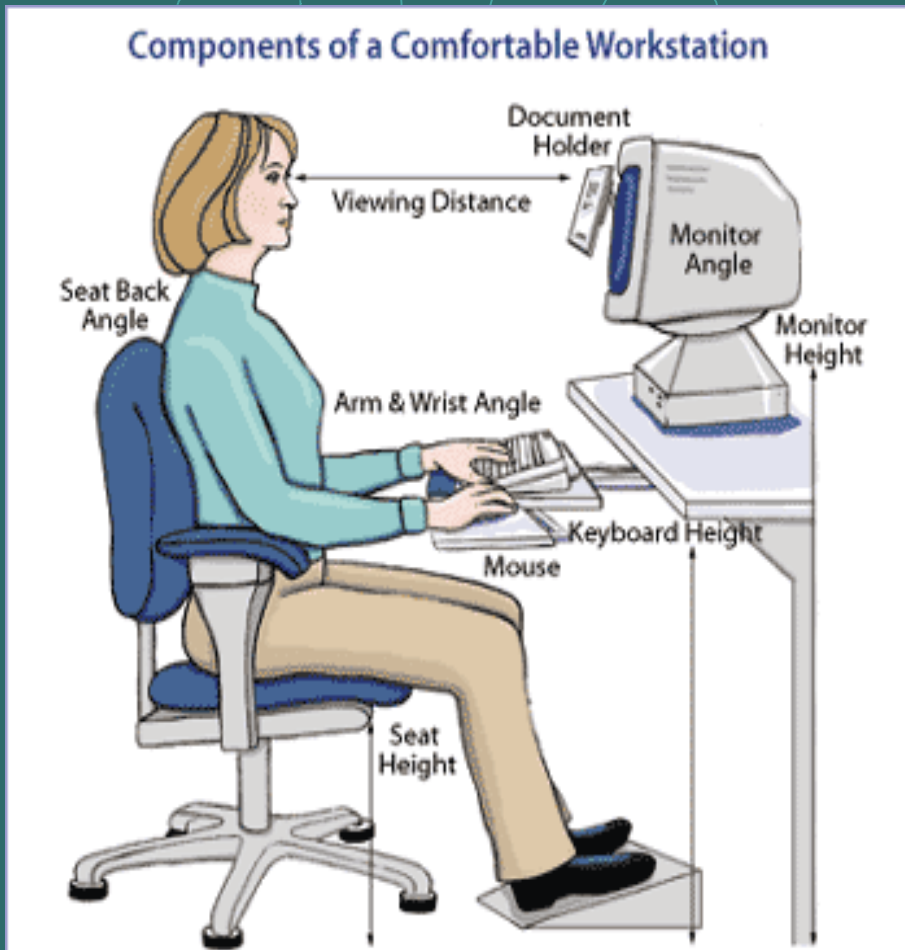 Components of a Comfortable Workstation
Document
Holder
Viewing Distance
Monitor
Angle
Seat Back
Angle
Monitor
Height
Arm & Wrist Angle
Keyboard Height
Mouse
Seat
Height